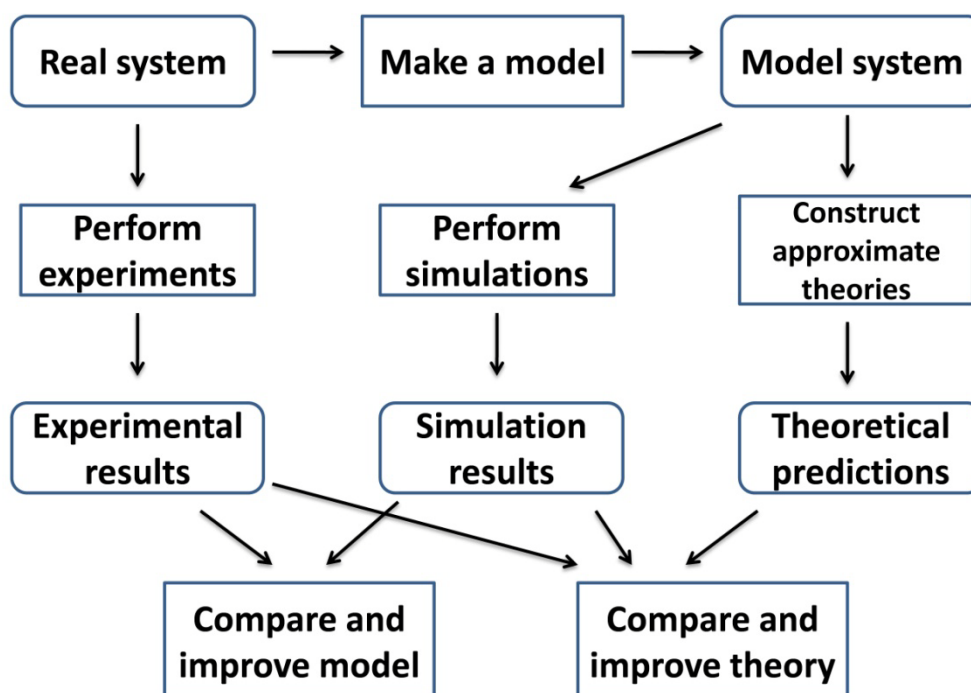 Real system
Make a model
Model system
Perform
experiments
Perform
simulations
Construct
approximate
theories
Experimental
results
Simulation
results
Theoretical
predictions
Compare and
improve model
Compare and
improve theory